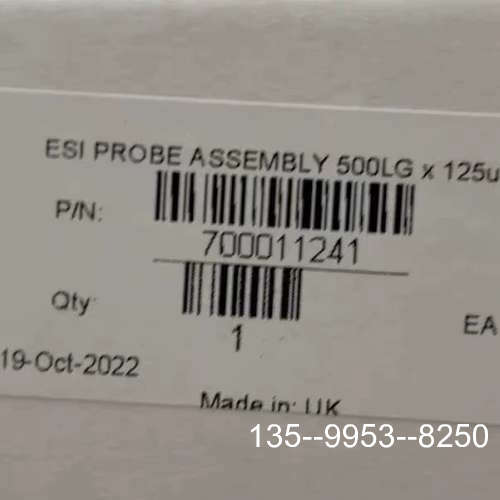 ESI PROBE ASSEMBLY 500LG x 125u
P/N:
700011241
Qty
1
EA
19-Oct-2022
Made in: UK
135--9953--8250